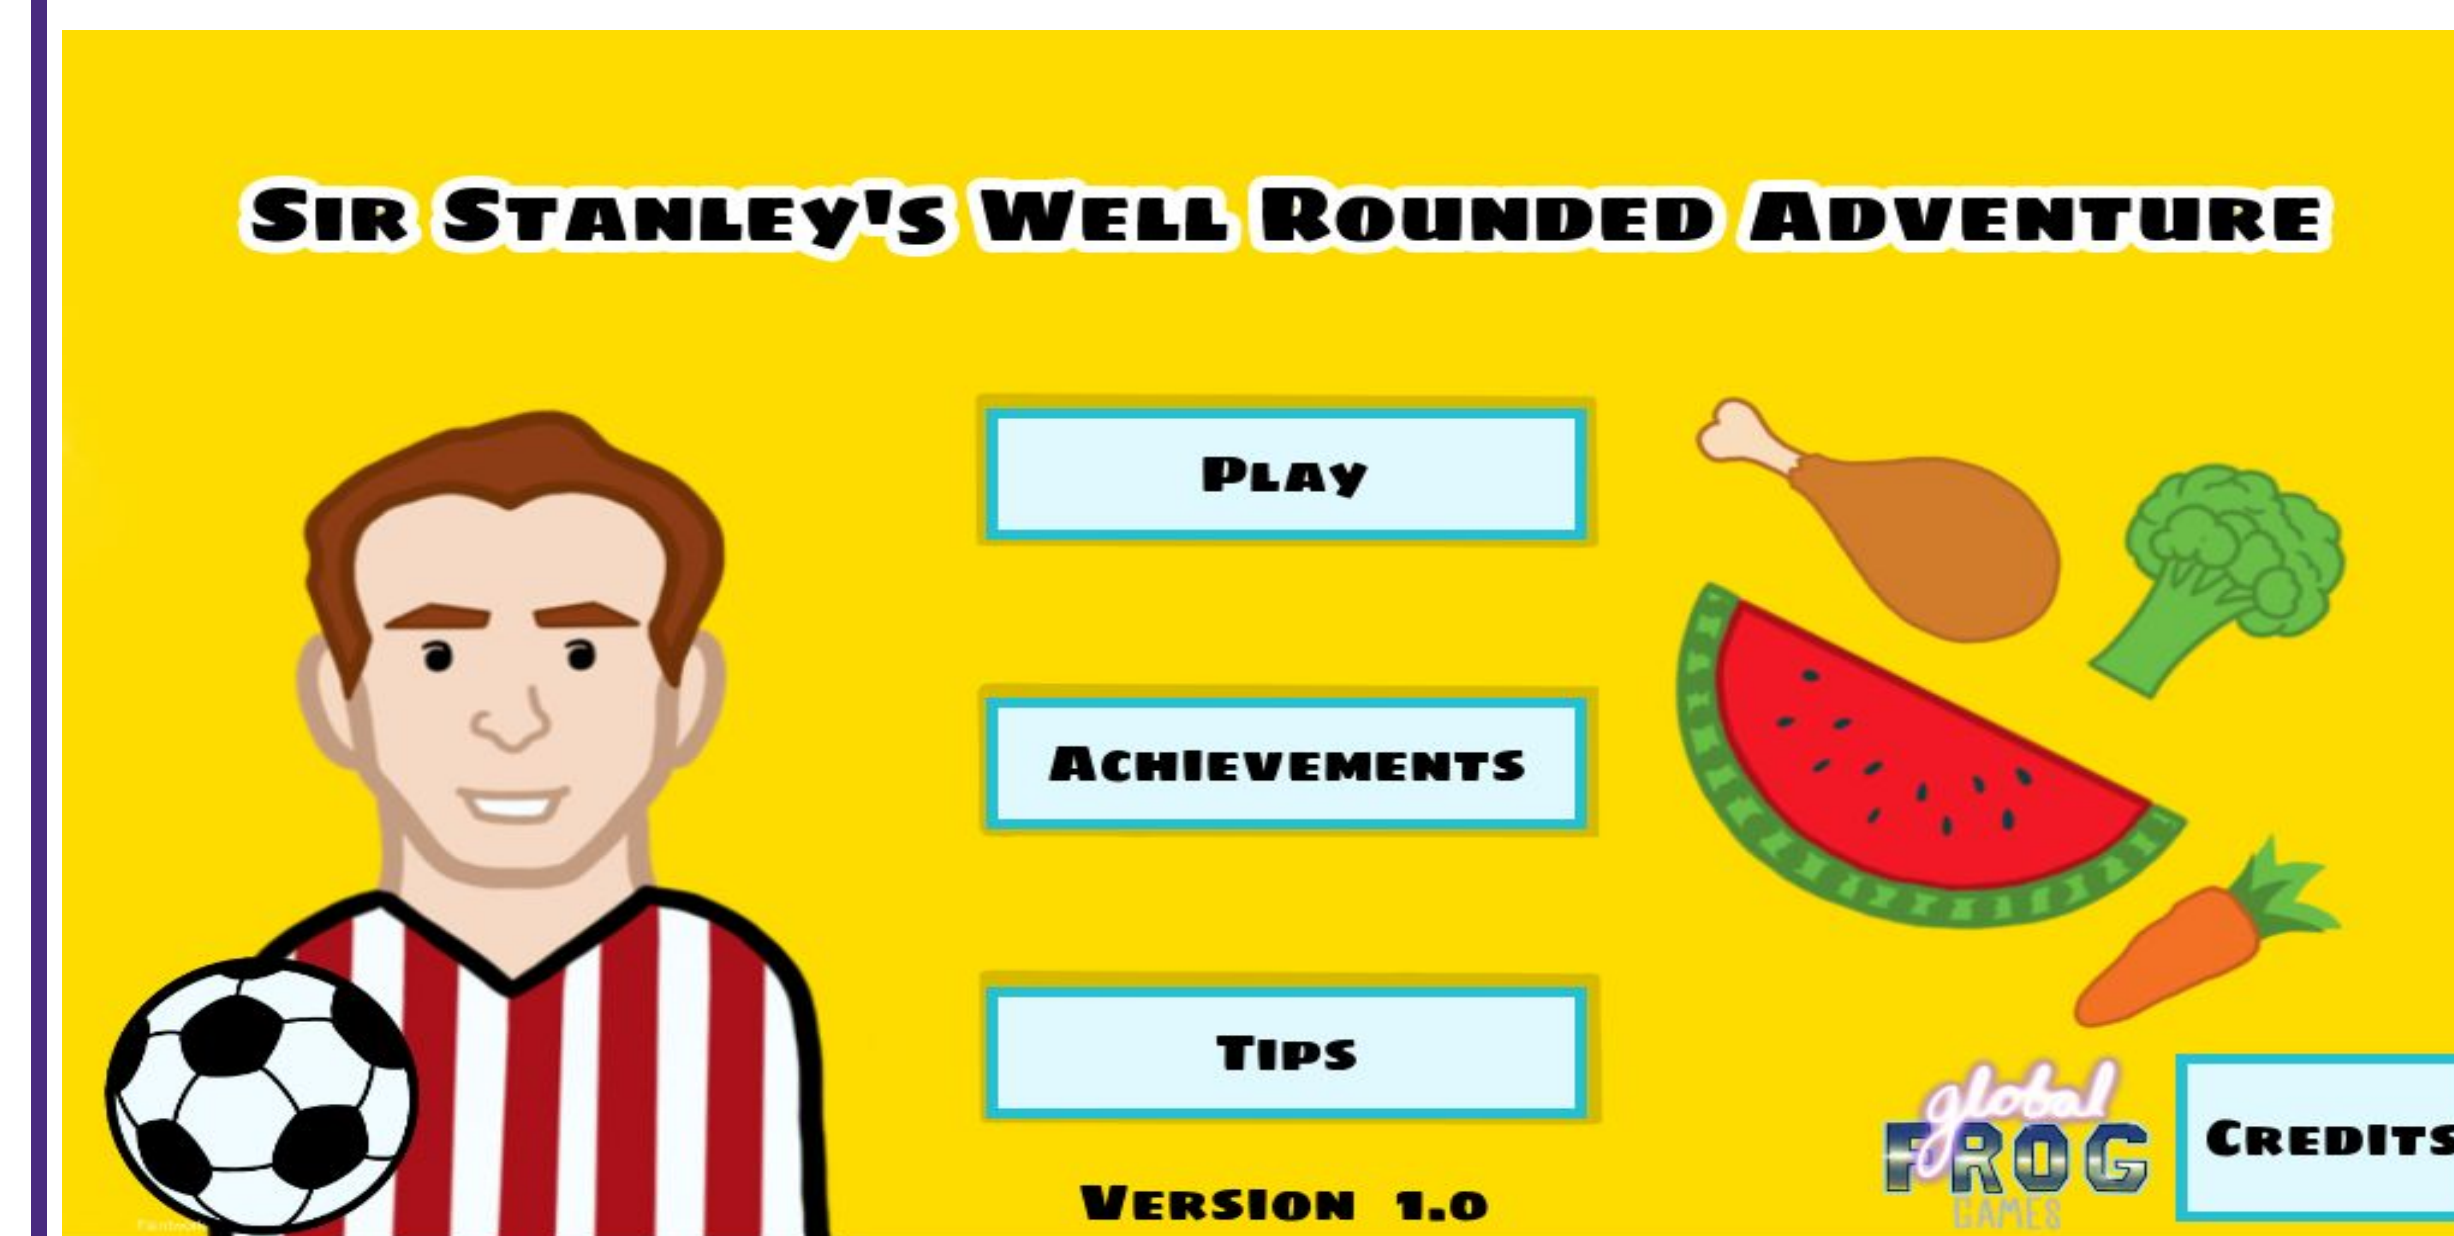 Sir Stanley's Well Rounded Adventure
Play
Achievements
Tips
global
FROG
GAMES
Credits
Version 1.0